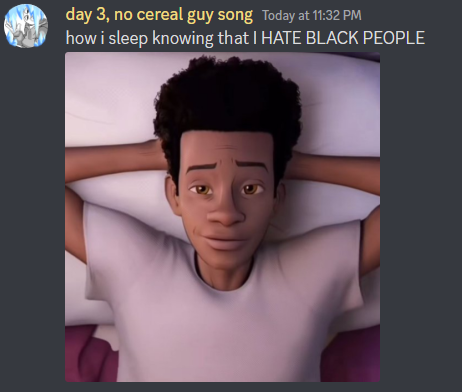 day 3, no cereal guy song Today at 11:32 PM
how i sleep knowing that I HATE BLACK PEOPLE